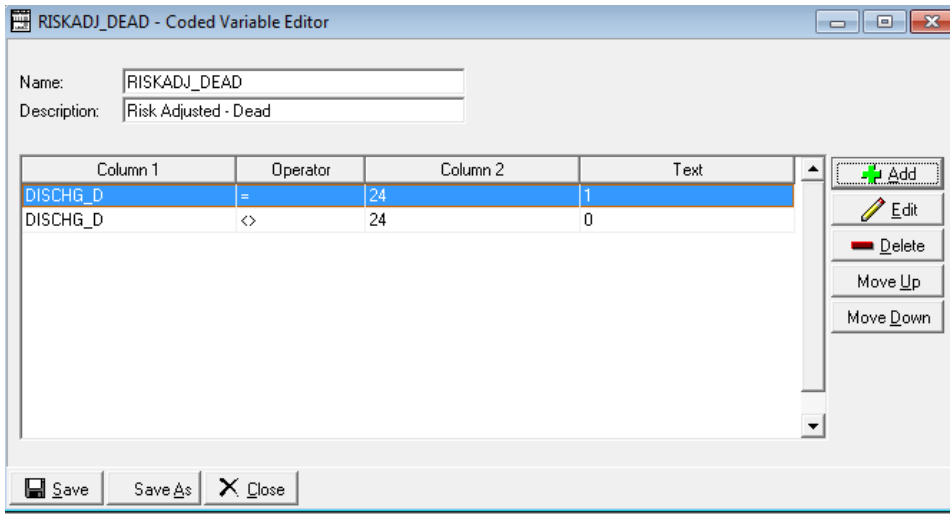 RISKADJ_DEAD - Coded Variable Editor
Name: RISKADJ_DEAD
Description: Risk Adjusted - Dead
Column 1 Operator Column 2 Text
DISCHG_D = 24 1
DISCHG_D <> 24 0
Add
Edit
Delete
Move Up
Move Down
Save Save As Close